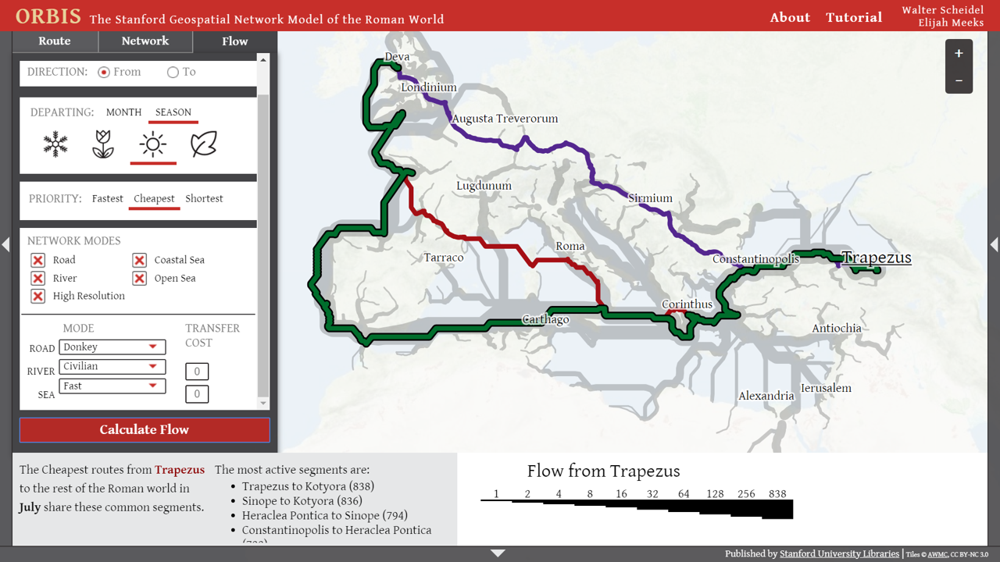 ORBIS The Stanford Geospatial Network Model of the Roman World
About Tutorial
Walter Scheidel
Elijah Meeks
Route Network Flow
DIRECTION: From To
DEPARTING: MONTH SEASON
PRIORITY: Fastest Cheapest Shortest
NETWORK MODES
Road Coastal Sea
River Open Sea
High Resolution
MODE TRANSFER COST
ROAD Donkey
RIVER Civilian 0
SEA Fast 0
Calculate Flow
+
−
Deva
Londinium
Augusta Treverorum
Lugdunum
Sirmium
Tarraco
Roma
Constantinopolis
Trapezus
Corinthus
Carthago
Antiochia
Ierusalem
Alexandria
The Cheapest routes from Trapezus
to the rest of the Roman world in
July share these common segments.
The most active segments are:
• Trapezus to Kotyora (838)
• Sinope to Kotyora (836)
• Heraclea Pontica to Sinope (794)
• Constantinopolis to Heraclea Pontica
Flow from Trapezus
1 2 4 8 16 32 64 128 256 838
Published by Stanford University Libraries | Tiles © AWMC, CC BY-NC 3.0